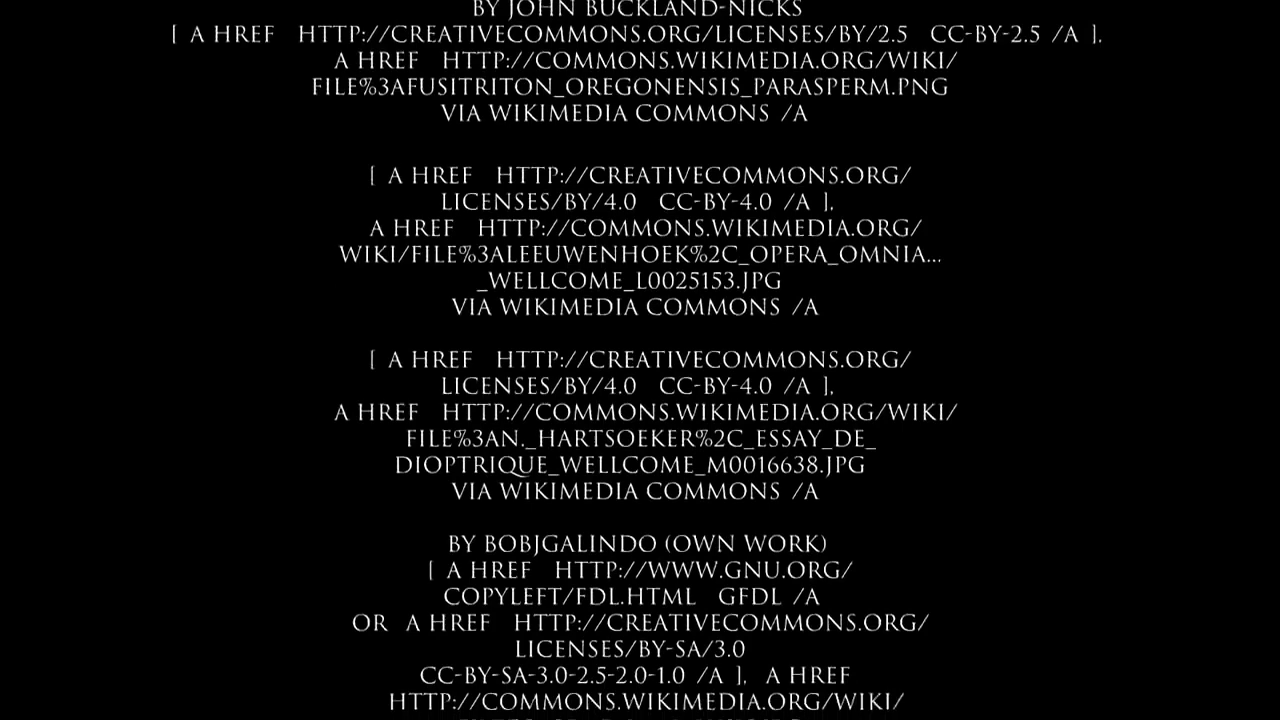 BY JOHN BUCKLAND-NICKS
[ A HREF HTTP://CREATIVECOMMONS.ORG/LICENSES/BY/2.5 CC-BY-2.5 /A ],
A HREF HTTP://COMMONS.WIKIMEDIA.ORG/WIKI/
FILE%3AFUSITRITON_OREGONENSIS_PARASPERM.PNG
VIA WIKIMEDIA COMMONS /A
[ A HREF HTTP://CREATIVECOMMONS.ORG/
LICENSES/BY/4.0 CC-BY-4.0 /A ],
A HREF HTTP://COMMONS.WIKIMEDIA.ORG/
WIKI/FILE%3ALEEUWENHOEK%2C_OPERA_OMNIA...
_WELLCOME_L0025153.JPG
VIA WIKIMEDIA COMMONS /A
[ A HREF HTTP://CREATIVECOMMONS.ORG/
LICENSES/BY/4.0 CC-BY-4.0 /A ],
A HREF HTTP://COMMONS.WIKIMEDIA.ORG/WIKI/
FILE%3AN._HARTSOEKER%2C_ESSAY_DE_
DIOPTRIQUE_WELLCOME_M0016638.JPG
VIA WIKIMEDIA COMMONS /A
BY BOBJGALINDO (OWN WORK)
[ A HREF HTTP://WWW.GNU.ORG/
COPYLEFT/FDL.HTML GFDL /A
OR A HREF HTTP://CREATIVECOMMONS.ORG/
LICENSES/BY-SA/3.0
CC-BY-SA-3.0-2.5-2.0-1.0 /A ], A HREF
HTTP://COMMONS.WIKIMEDIA.ORG/WIKI/